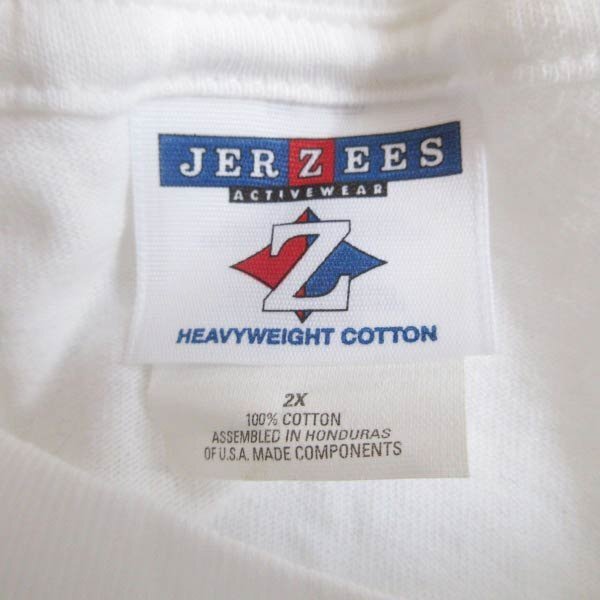 JERZEES
ACTIVEWEAR
Z
HEAVYWEIGHT COTTON
2X
100% COTTON
ASSEMBLED IN HONDURAS
OF U.S.A. MADE COMPONENTS